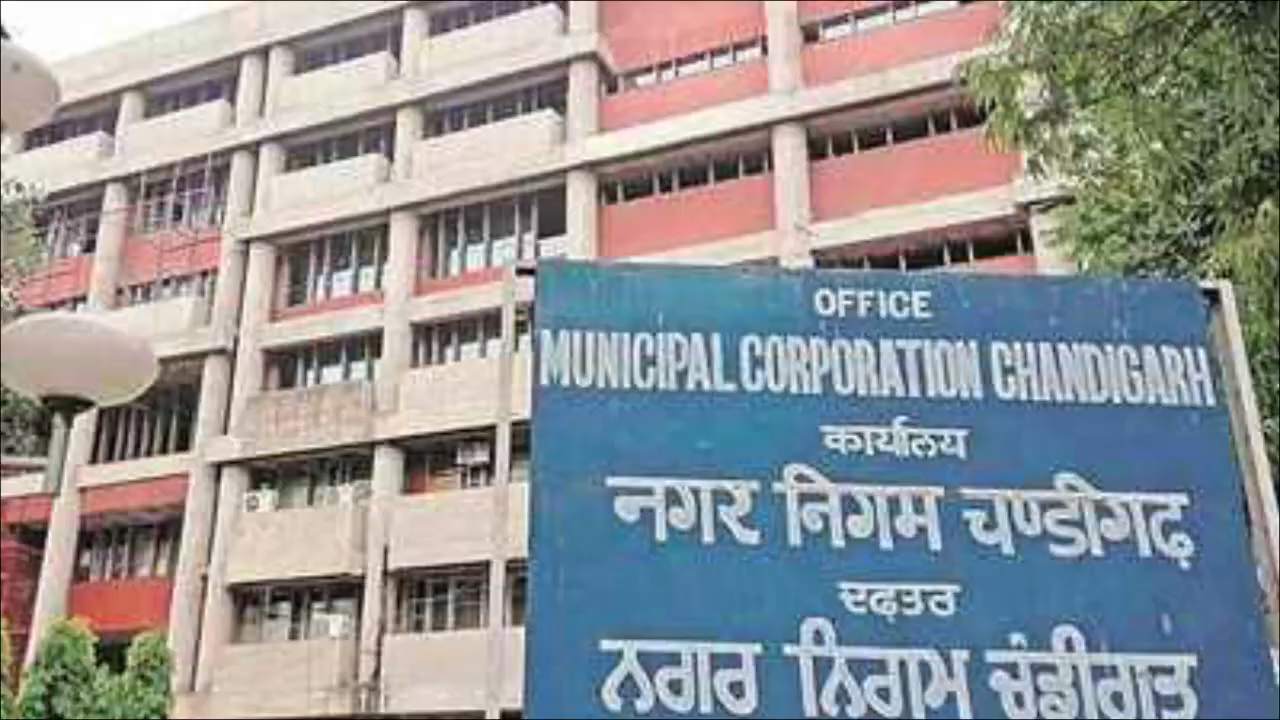 OFFICE
MUNICIPAL CORPORATION CHANDIGARH
कार्यालय
नगर निगम चण्डीगढ़
ਦਫ਼ਤਰ
ਨਗਰ ਨਿਗਮ ਚੰਡੀਗੜ